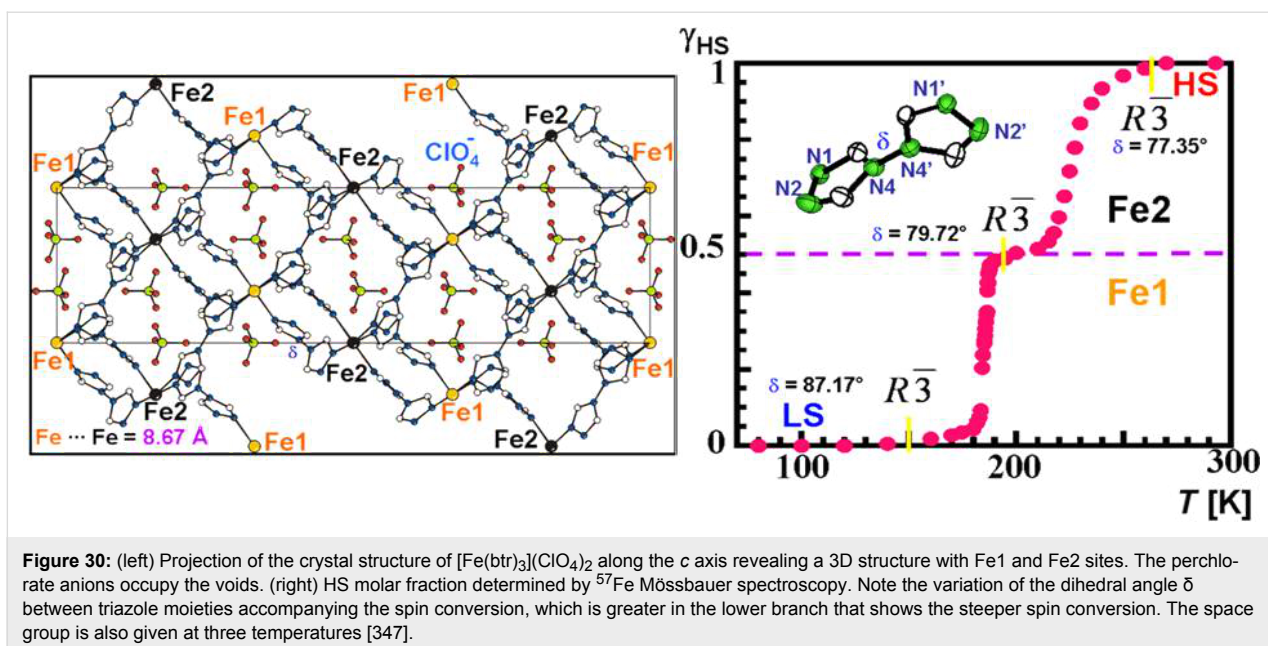 Fe2
Fe1
Fe1
Fe2
ClO4-
Fe1
Fe1
Fe2
δ
Fe1
Fe2
Fe1
Fe2
Fe1
Fe1
Fe2
Fe ··· Fe = 8.67 Å
γHS
1
0.5
0
N1'
N2'
δ
N1
N4'
N2
N4
HS
R3̅
δ = 77.35°
Fe2
R3̅
δ = 79.72°
Fe1
δ = 87.17°
R3̅
LS
100
200
300
T [K]
Figure 30: (left) Projection of the crystal structure of [Fe(btr)3](ClO4)2 along the c axis revealing a 3D structure with Fe1 and Fe2 sites. The perchlo-
rate anions occupy the voids. (right) HS molar fraction determined by 57Fe Mössbauer spectroscopy. Note the variation of the dihedral angle δ
between triazole moieties accompanying the spin conversion, which is greater in the lower branch that shows the steeper spin conversion. The space
group is also given at three temperatures [347].